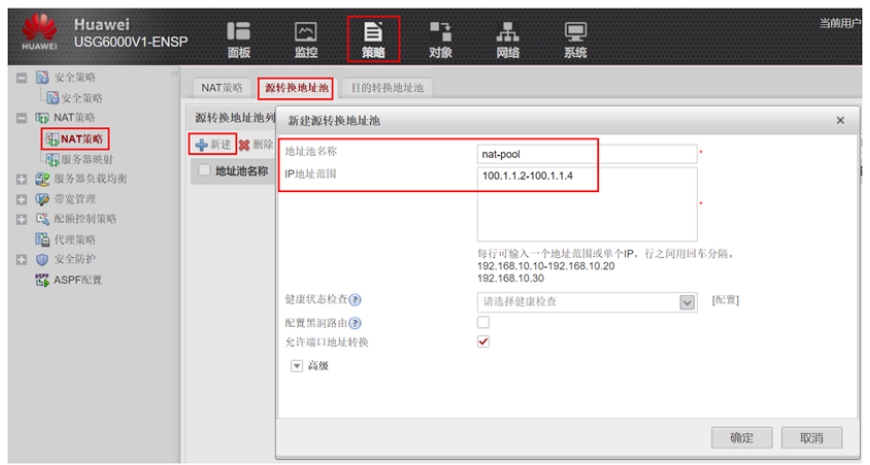 HUAWEI
Huawei
USG6000V1-ENSP
面板
监控
策略
对象
网络
系统
当前用户
安全策略
安全策略
NAT策略
NAT策略
服务器映射
服务器负载均衡
带宽管理
配额控制策略
代理策略
安全防护
ASPF配置
NAT策略
源转换地址池
目的转换地址池
源转换地址池列
新建
删除
地址池名称
新建源转换地址池
地址池名称
nat-pool
*
IP地址范围
100.1.1.2-100.1.1.4
*
每行可输入一个地址范围或单个IP，行之间用回车分隔。
192.168.10.10-192.168.10.20
192.168.10.30
健康状态检查
请选择健康检查
[配置]
配置黑洞路由
允许端口地址转换
高级
确定
取消